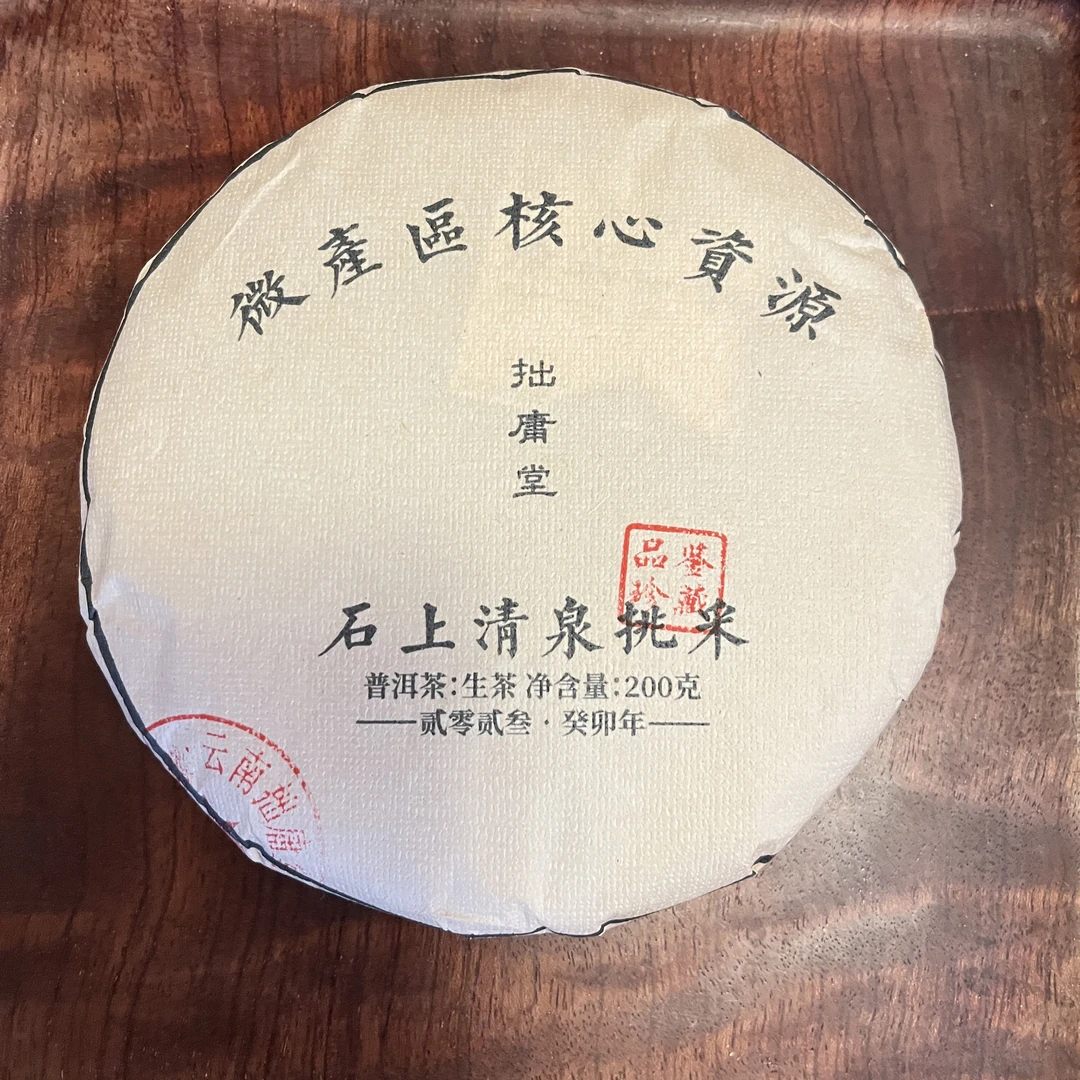 微產區核心資源
拙庸堂
鉴藏
品珍
石上清泉挑采
普洱茶:生茶 净含量:200克
贰零贰叁·癸卯年
云南